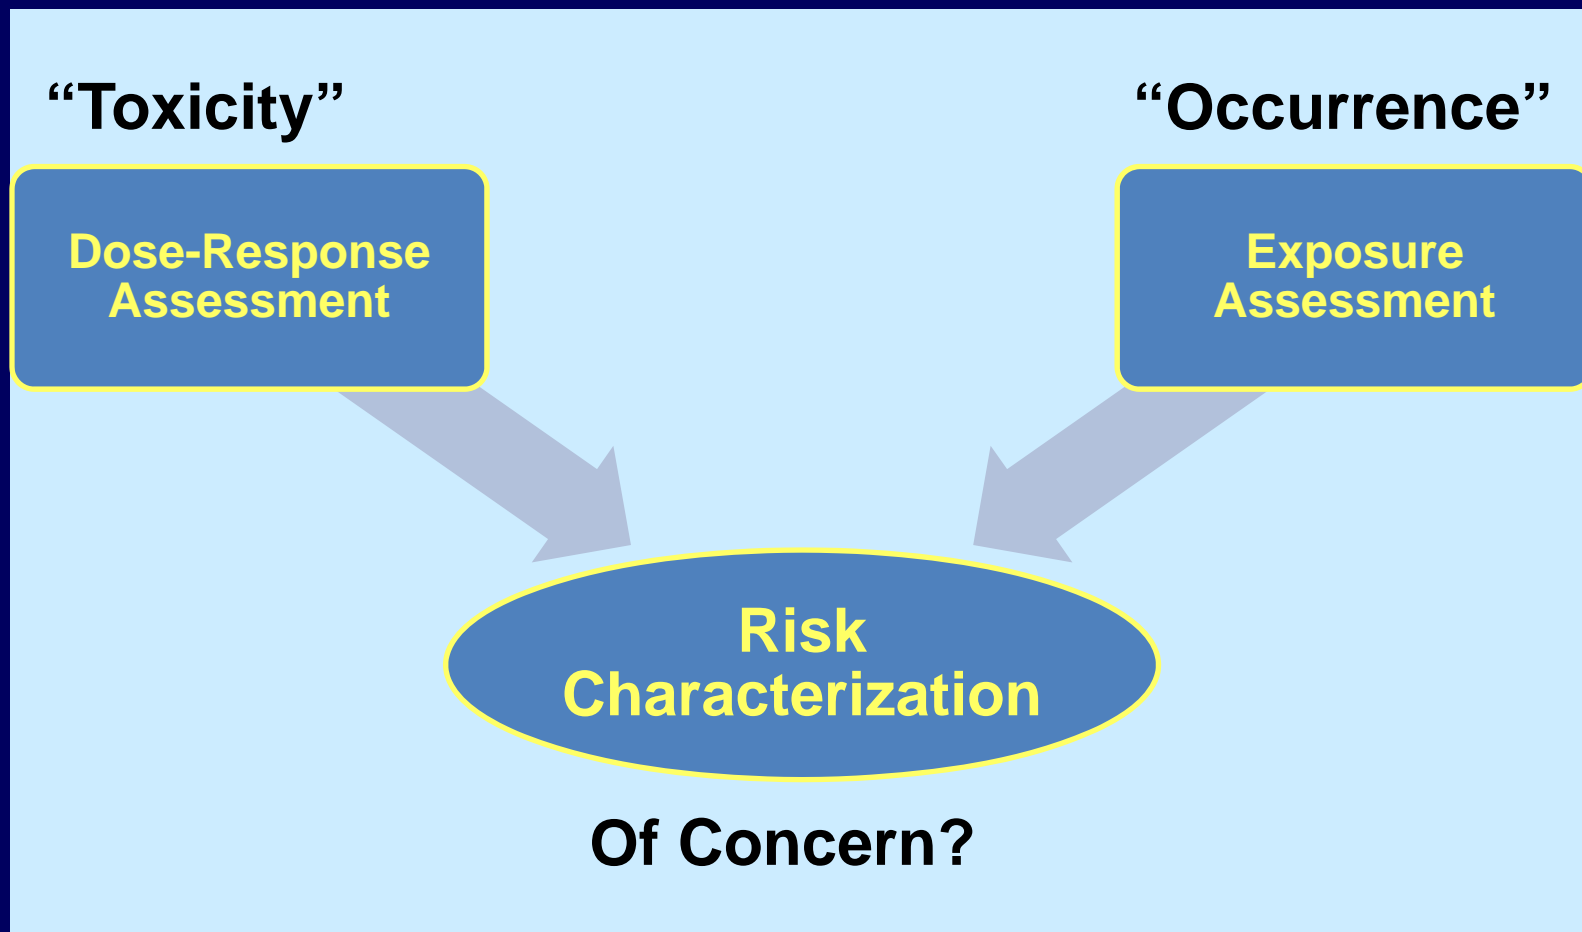 “Toxicity”
“Occurrence”
Dose-Response
Assessment
Exposure
Assessment
Risk
Characterization
Of Concern?